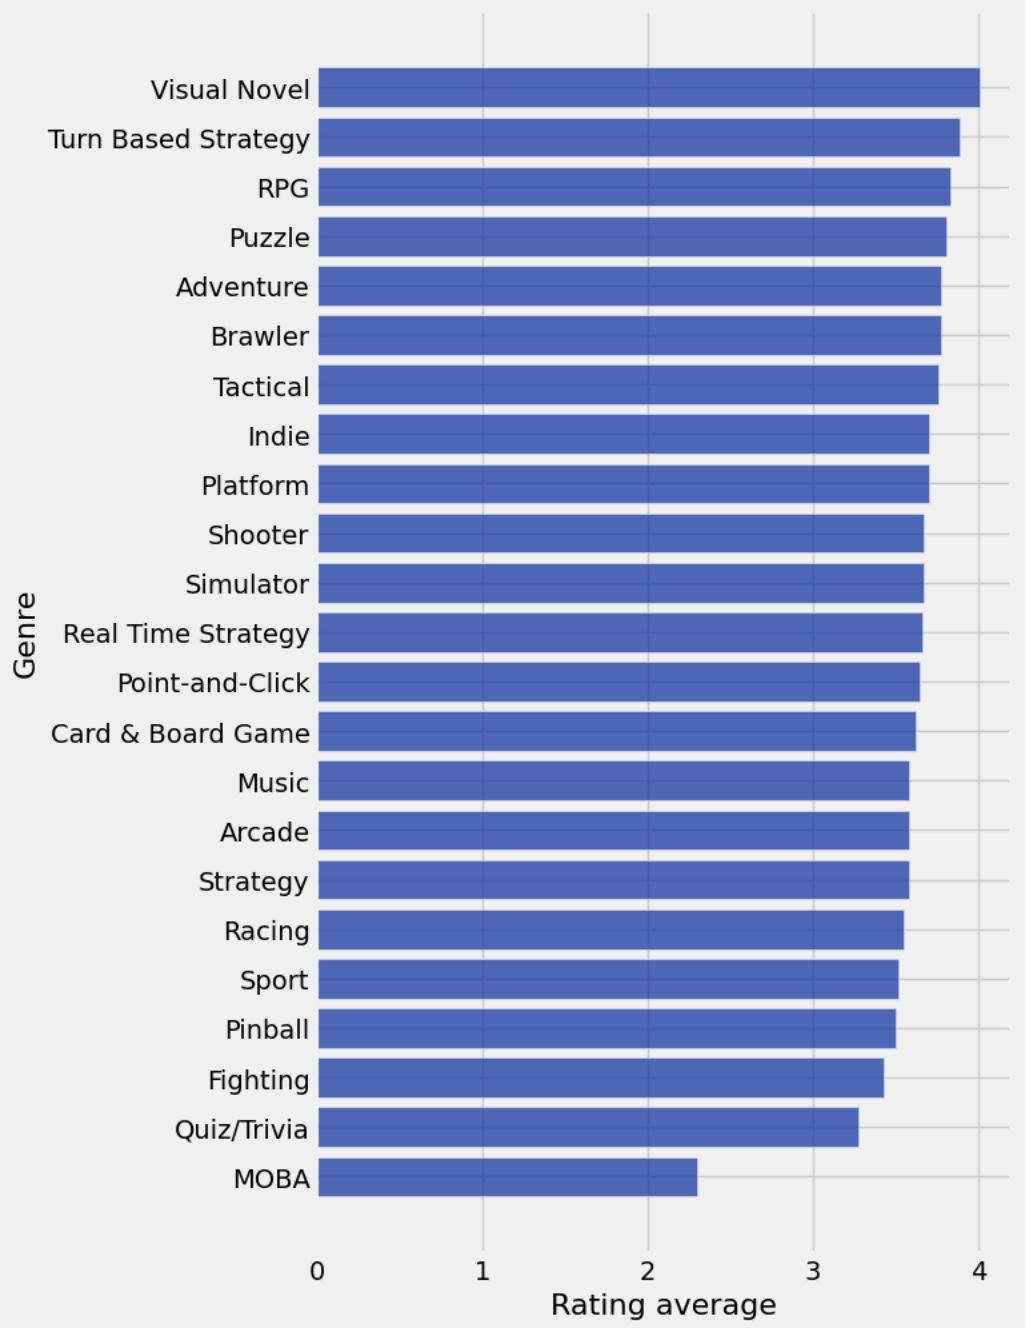 Visual Novel
Turn Based Strategy
RPG
Puzzle
Adventure
Brawler
Tactical
Indie
Platform
Shooter
Simulator
Real Time Strategy
Point-and-Click
Card & Board Game
Music
Arcade
Strategy
Racing
Sport
Pinball
Fighting
Quiz/Trivia
MOBA
Genre
0 1 2 3 4
Rating average